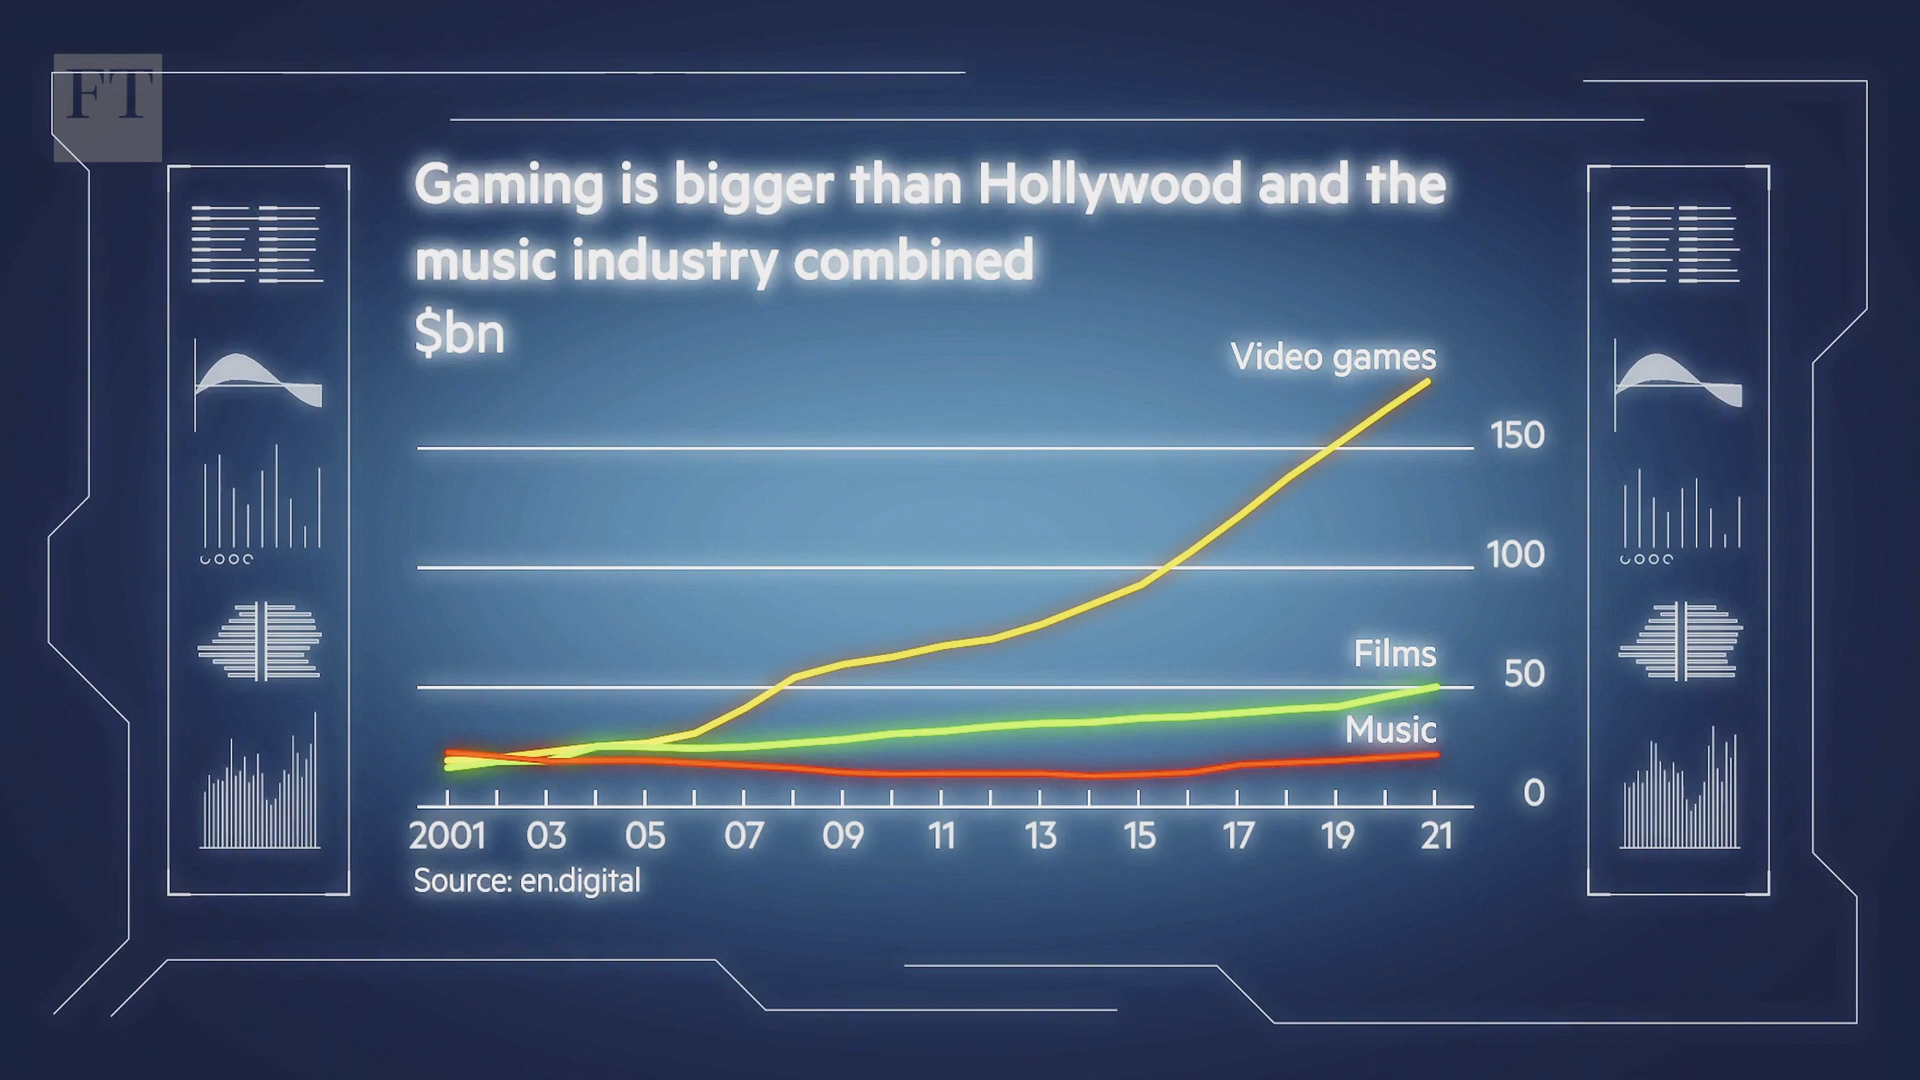 FT
Gaming is bigger than Hollywood and the
music industry combined
$bn
Video games
150
100
Films
50
Music
0
2001 03 05 07 09 11 13 15 17 19 21
Source: en.digital